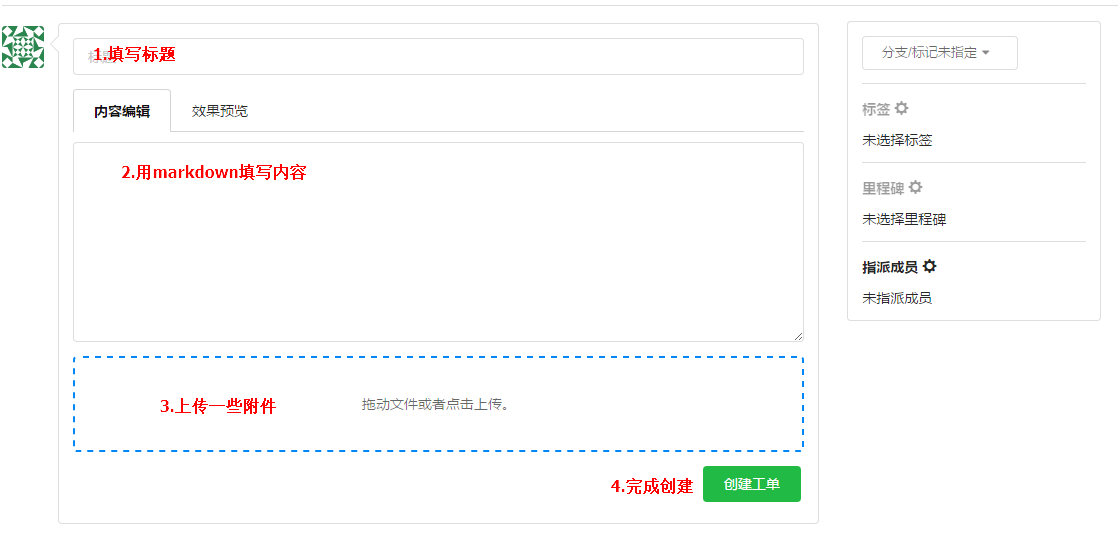 标题
1.填写标题
内容编辑
效果预览
2.用markdown填写内容
3.上传一些附件
拖动文件或者点击上传。
4.完成创建
创建工单
分支/标记未指定
标签
未选择标签
里程碑
未选择里程碑
指派成员
未指派成员